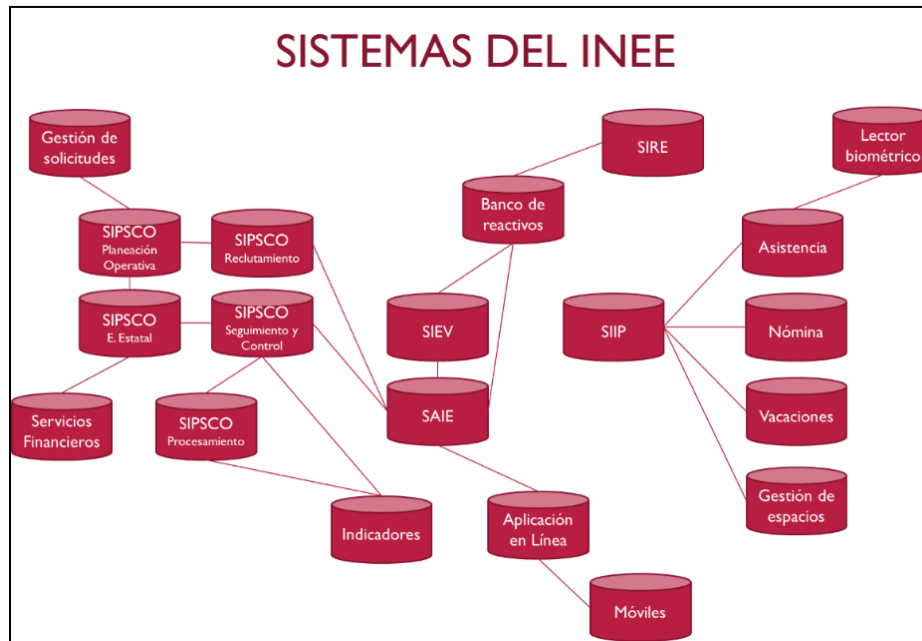 SISTEMAS DEL INEE
Gestión de
solicitudes
SIRE
Lector
biométrico
Banco de
reactivos
SIPSCO
Planeación
Operativa
SIPSCO
Reclutamiento
Asistencia
SIPSCO
E. Estatal
SIPSCO
Seguimiento y
Control
SIEV
SIIP
Nómina
Servicios
Financieros
SIPSCO
Procesamiento
SAIE
Vacaciones
Indicadores
Aplicación
en Línea
Gestión de
espacios
Móviles